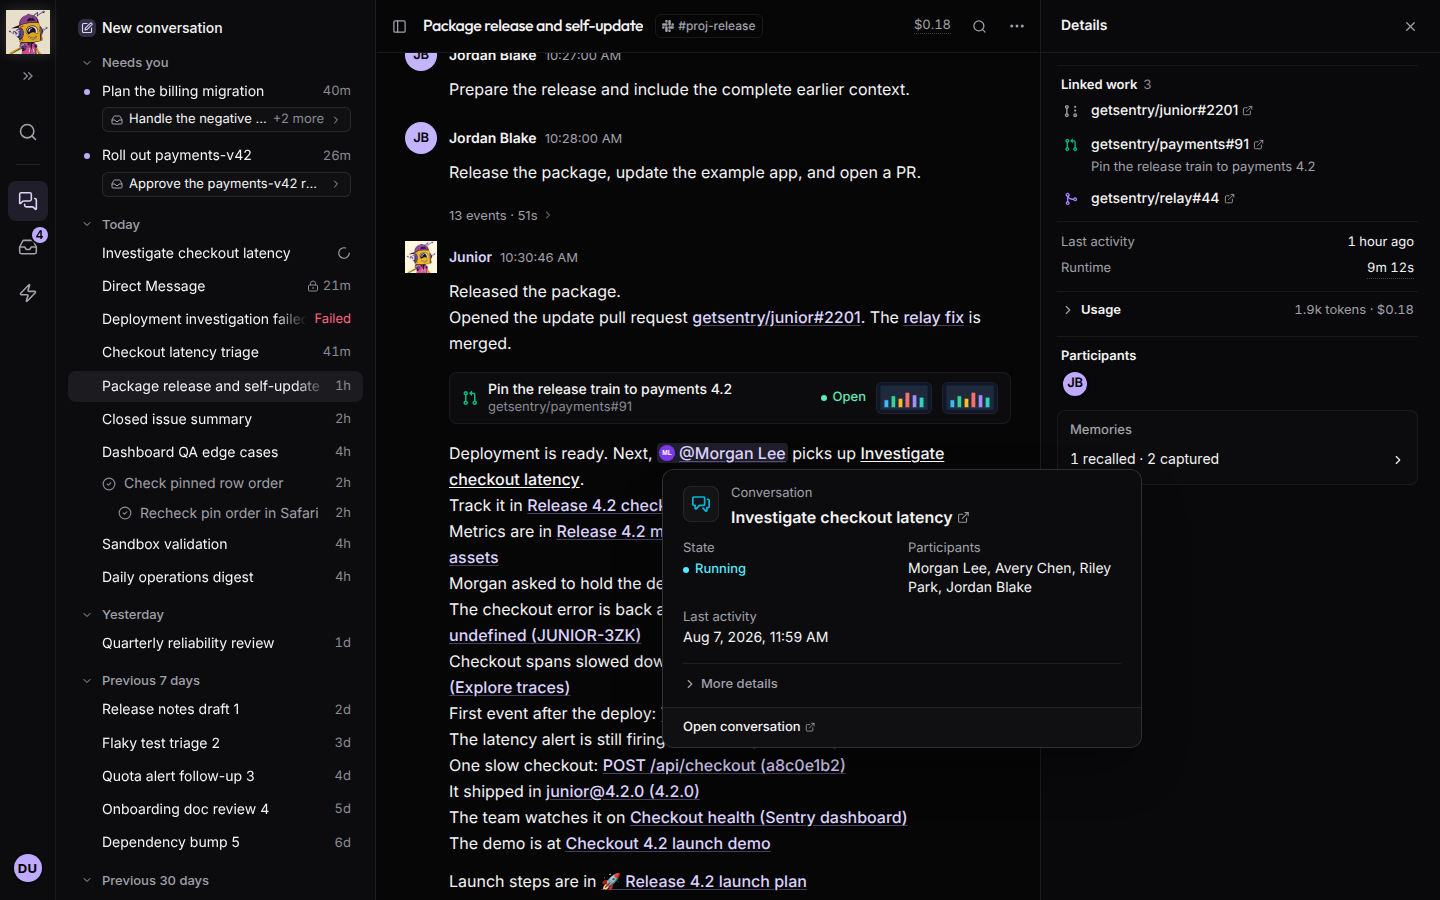 New conversation
Needs you
Plan the billing migration 40m
Handle the negative ... +2 more
Roll out payments-v42 26m
Approve the payments-v42 r...
Today
4
Investigate checkout latency
Direct Message 21m
Deployment investigation failed Failed
Checkout latency triage 41m
Package release and self-update 1h
Closed issue summary 2h
Dashboard QA edge cases 4h
Check pinned row order 2h
Recheck pin order in Safari 2h
Sandbox validation 4h
Daily operations digest 4h
Yesterday
Quarterly reliability review 1d
Previous 7 days
Release notes draft 1 2d
Flaky test triage 2 3d
Quota alert follow-up 3 4d
Onboarding doc review 4 5d
Dependency bump 5 6d
DU
Previous 30 days
Package release and self-update #proj-release $0.18
JB Jordan Blake 10:27:00 AM
Prepare the release and include the complete earlier context.
JB Jordan Blake 10:28:00 AM
Release the package, update the example app, and open a PR.
13 events · 51s
Junior 10:30:46 AM
Released the package.
Opened the update pull request getsentry/junior#2201. The relay fix is
merged.
Pin the release train to payments 4.2
getsentry/payments#91
Open
Deployment is ready. Next, ML @Morgan Lee picks up Investigate
checkout latency.
Track it in Release 4.2 check
Metrics are in Release 4.2 m
assets
Morgan asked to hold the de
The checkout error is back a
undefined (JUNIOR-3ZK)
Checkout spans slowed dow
(Explore traces)
First event after the deploy:
The latency alert is still firing
One slow checkout: POST /api/checkout (a8c0e1b2)
It shipped in junior@4.2.0 (4.2.0)
The team watches it on Checkout health (Sentry dashboard)
The demo is at Checkout 4.2 launch demo
Launch steps are in 🚀 Release 4.2 launch plan
Conversation
Investigate checkout latency
State
Running
Participants
Morgan Lee, Avery Chen, Riley
Park, Jordan Blake
Last activity
Aug 7, 2026, 11:59 AM
More details
Open conversation
Details
Linked work 3
getsentry/junior#2201
getsentry/payments#91
Pin the release train to payments 4.2
getsentry/relay#44
Last activity 1 hour ago
Runtime 9m 12s
Usage 1.9k tokens · $0.18
Participants
JB
Memories
1 recalled · 2 captured